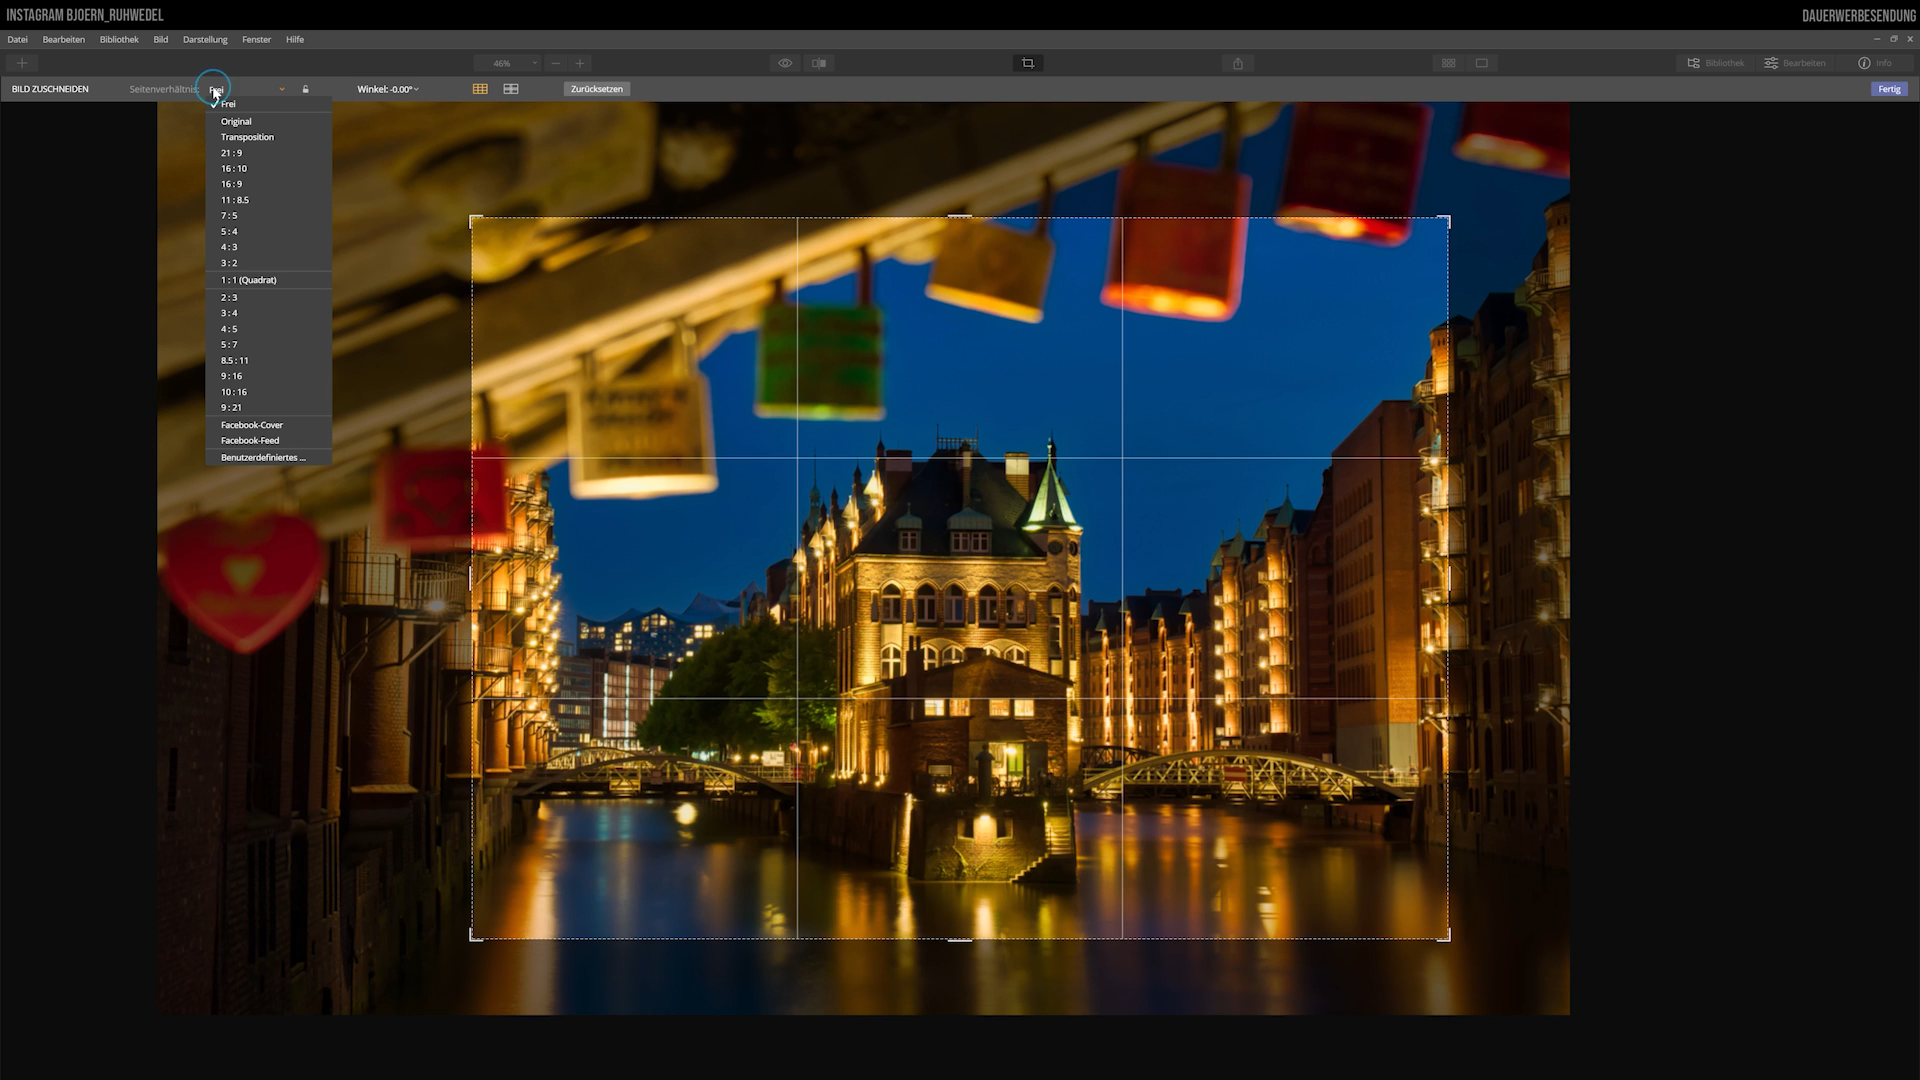 INSTAGRAM BJOERN_RUHWEDEL
DAUERWERBESENDUNG
Datei Bearbeiten Bibliothek Bild Darstellung Fenster Hilfe
46%
Bibliothek Bearbeiten Info
BILD ZUSCHNEIDEN Seitenverhältnis: Frei Winkel: -0.00° Zurücksetzen Fertig
Frei
Original
Transposition
21 : 9
16 : 10
16 : 9
11 : 8.5
7 : 5
5 : 4
4 : 3
3 : 2
1 : 1 (Quadrat)
2 : 3
3 : 4
4 : 5
5 : 7
8.5 : 11
9 : 16
10 : 16
9 : 21
Facebook-Cover
Facebook-Feed
Benutzerdefiniertes ...